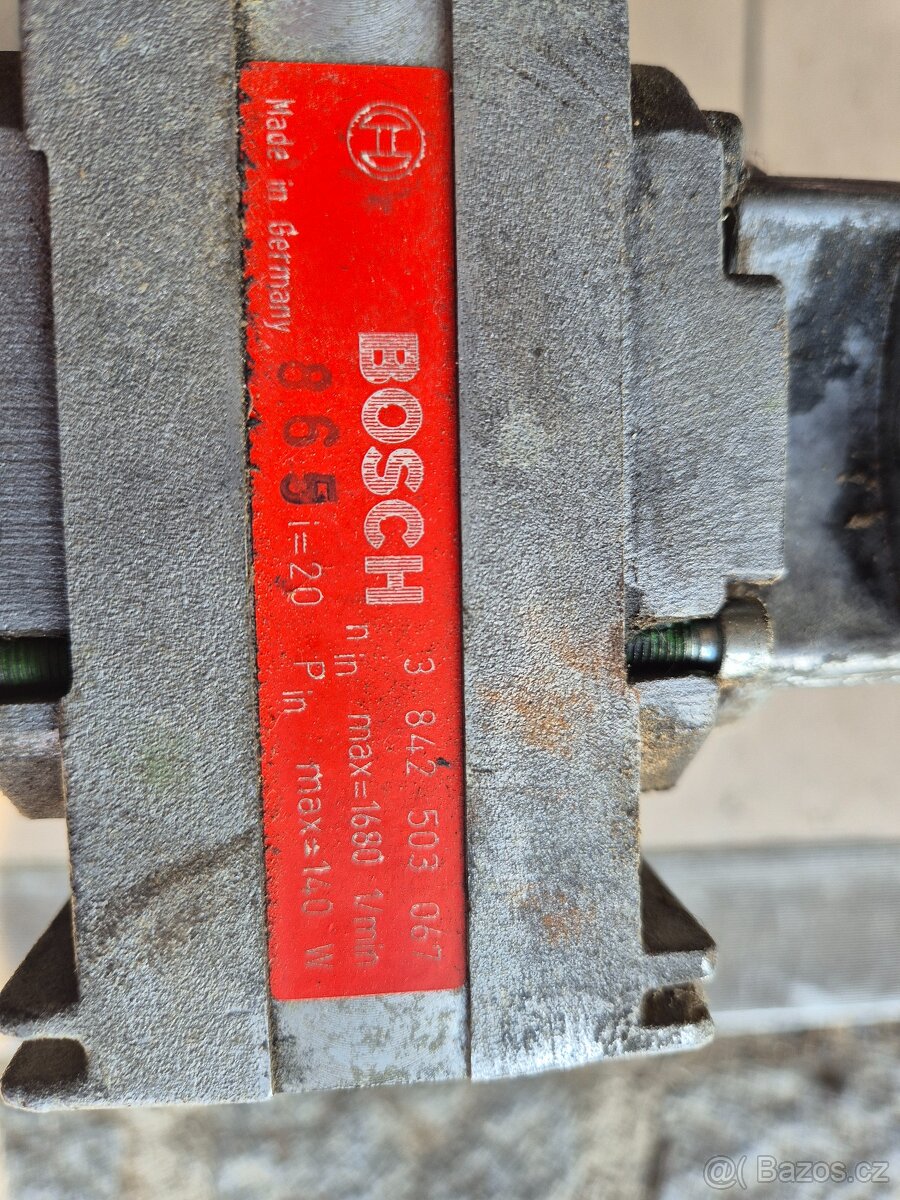 BOSCH
3 842 503 067
n in max=1680 1/min
Made in Germany 865 i=20 P in max=140 W
@( Bazos.cz